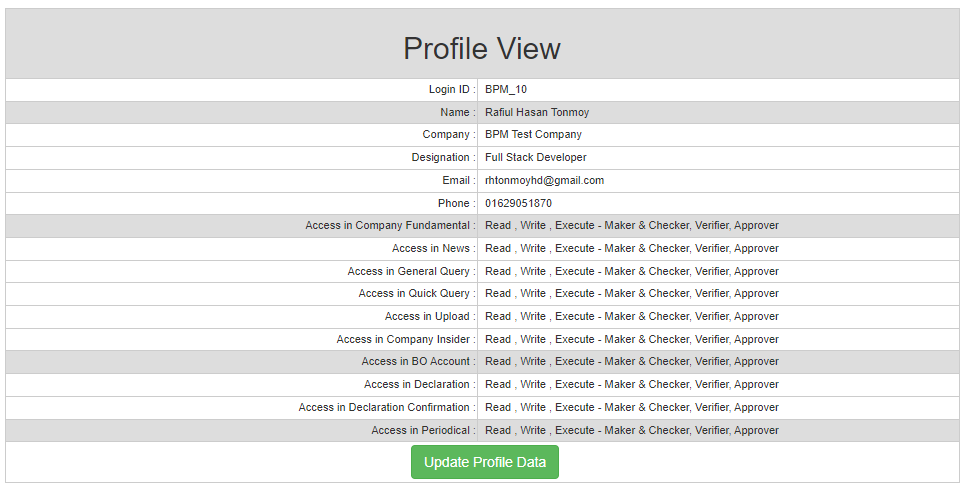 Profile View
Login ID : BPM_10
Name : Rafiul Hasan Tonmoy
Company : BPM Test Company
Designation : Full Stack Developer
Email : rhtonmoyhd@gmail.com
Phone : 01629051870
Access in Company Fundamental : Read , Write , Execute - Maker & Checker, Verifier, Approver
Access in News : Read , Write , Execute - Maker & Checker, Verifier, Approver
Access in General Query : Read , Write , Execute - Maker & Checker, Verifier, Approver
Access in Quick Query : Read , Write , Execute - Maker & Checker, Verifier, Approver
Access in Upload : Read , Write , Execute - Maker & Checker, Verifier, Approver
Access in Company Insider : Read , Write , Execute - Maker & Checker, Verifier, Approver
Access in BO Account : Read , Write , Execute - Maker & Checker, Verifier, Approver
Access in Declaration : Read , Write , Execute - Maker & Checker, Verifier, Approver
Access in Declaration Confirmation : Read , Write , Execute - Maker & Checker, Verifier, Approver
Access in Periodical : Read , Write , Execute - Maker & Checker, Verifier, Approver
Update Profile Data